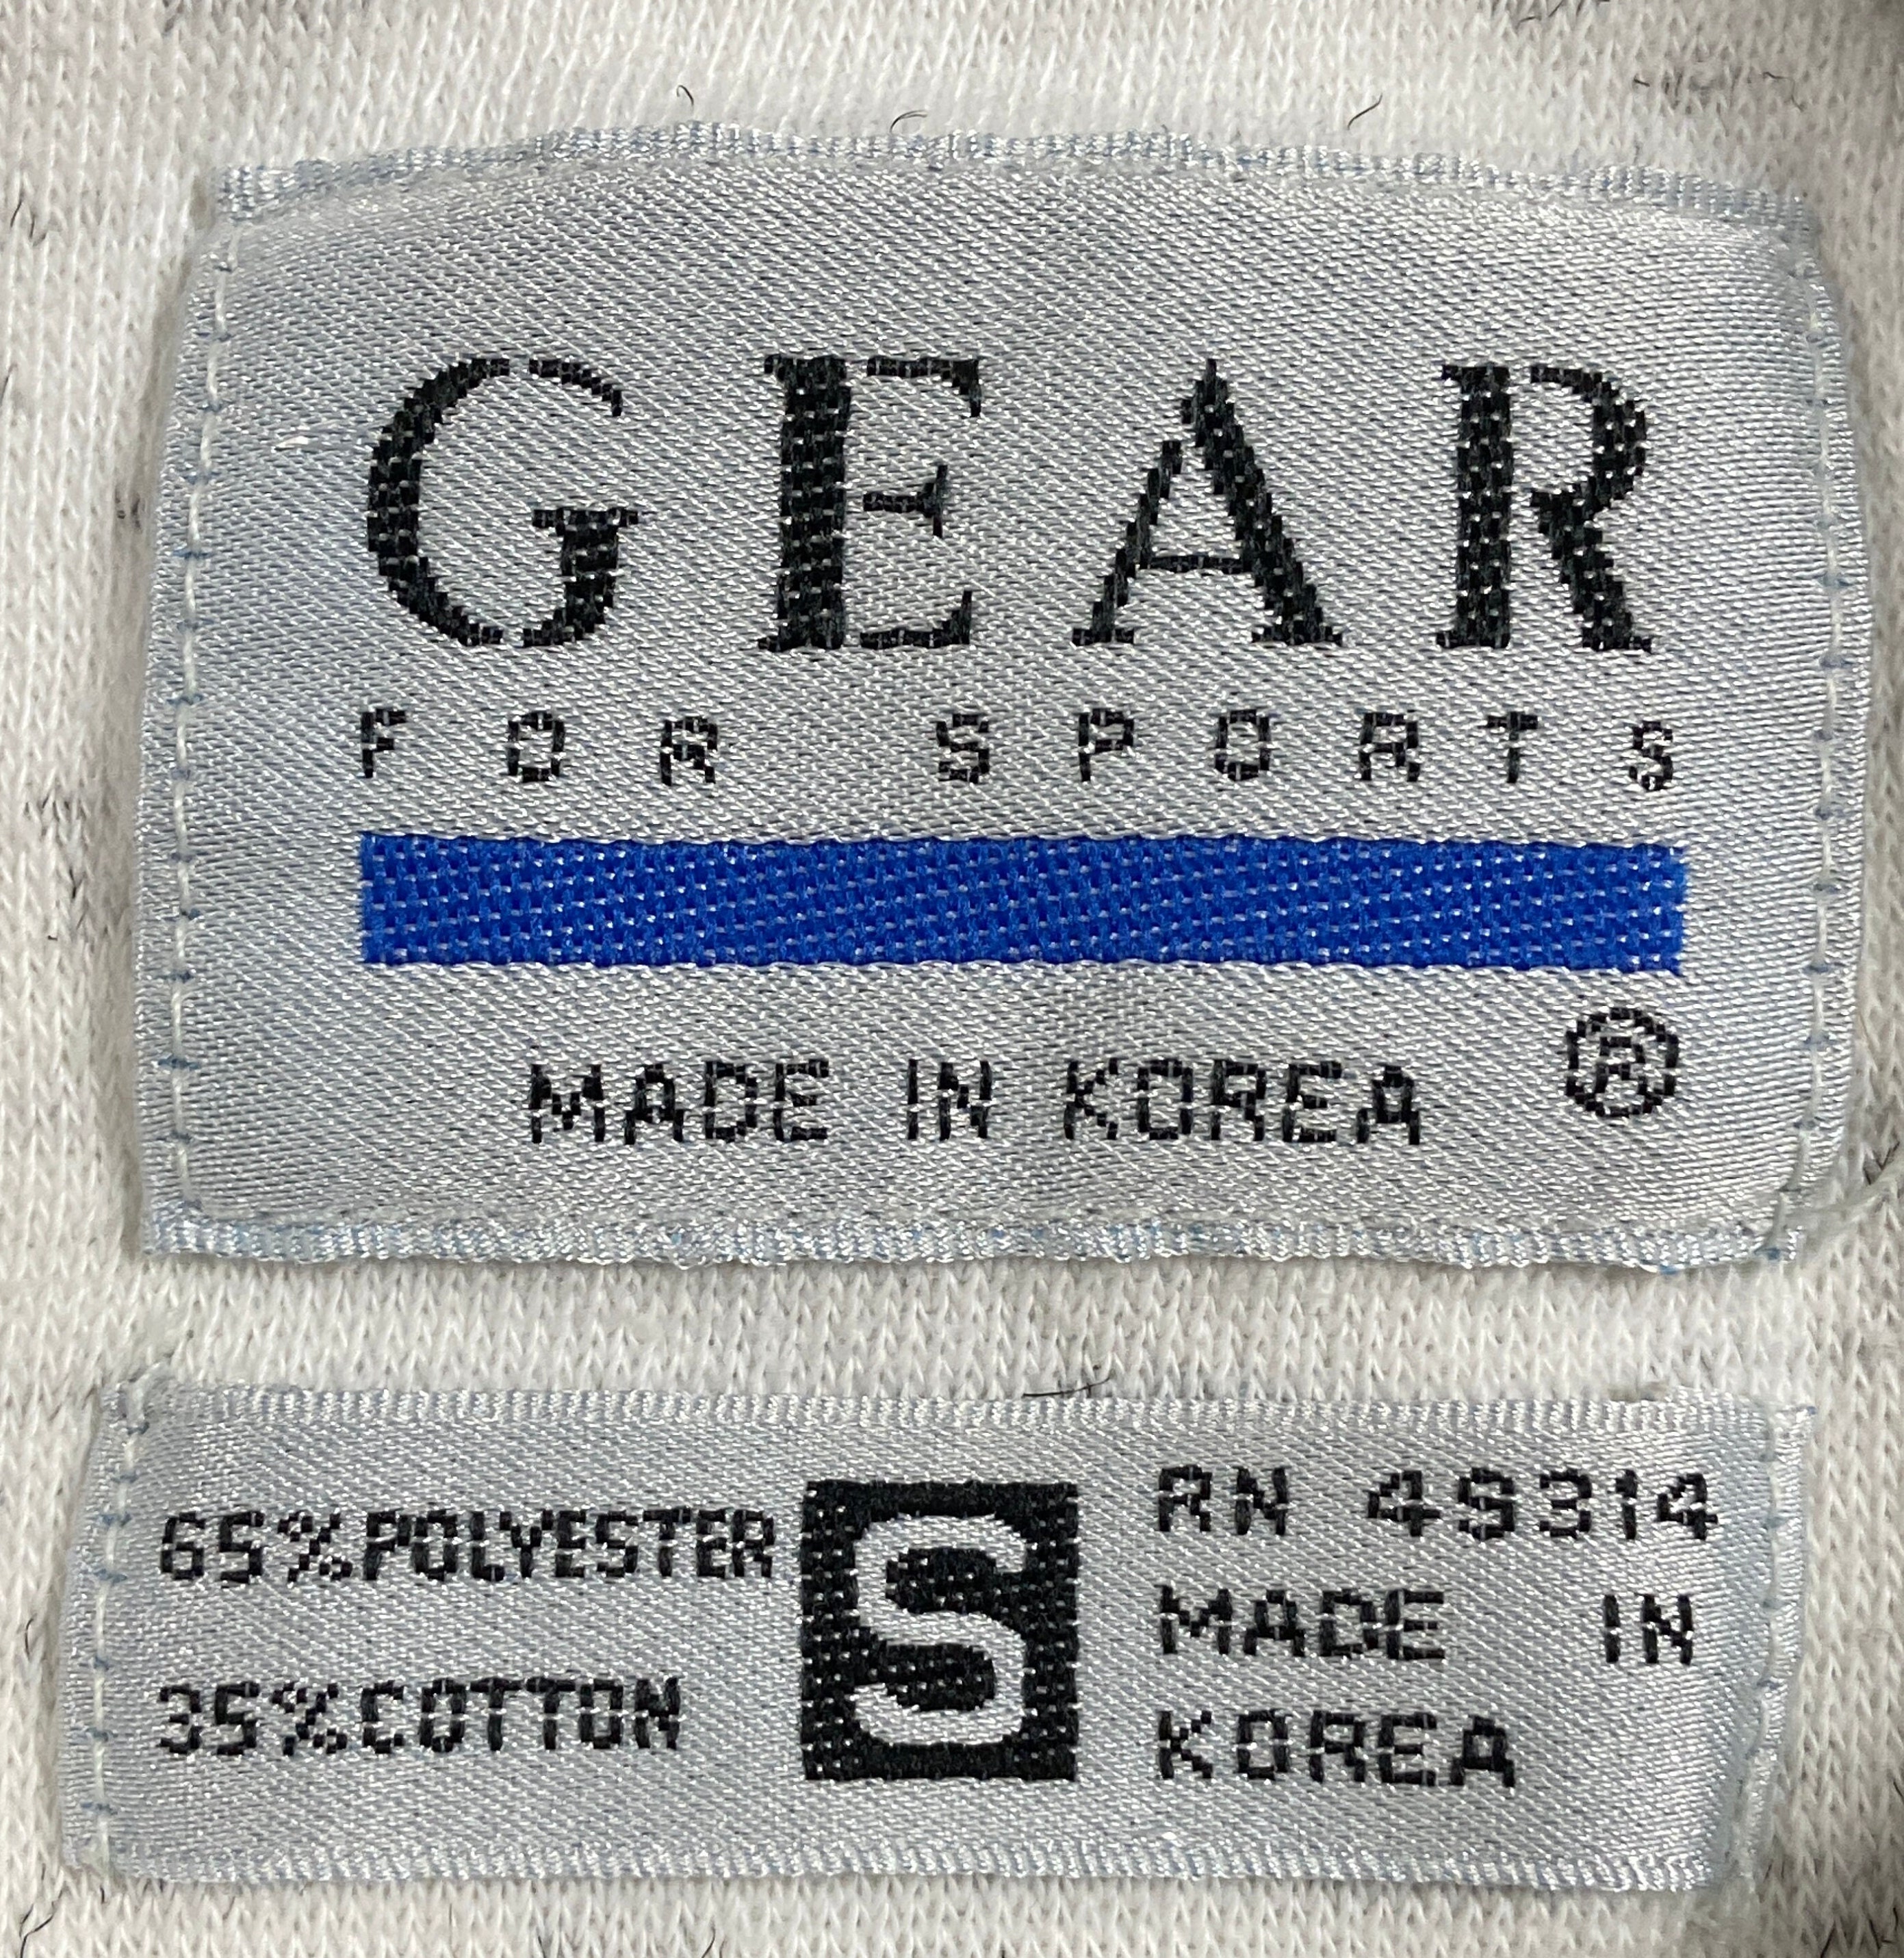 GEAR
FOR SPORTS
MADE IN KOREA ®
65%POLYESTER
35%COTTON
S
RN 49314
MADE IN
KOREA